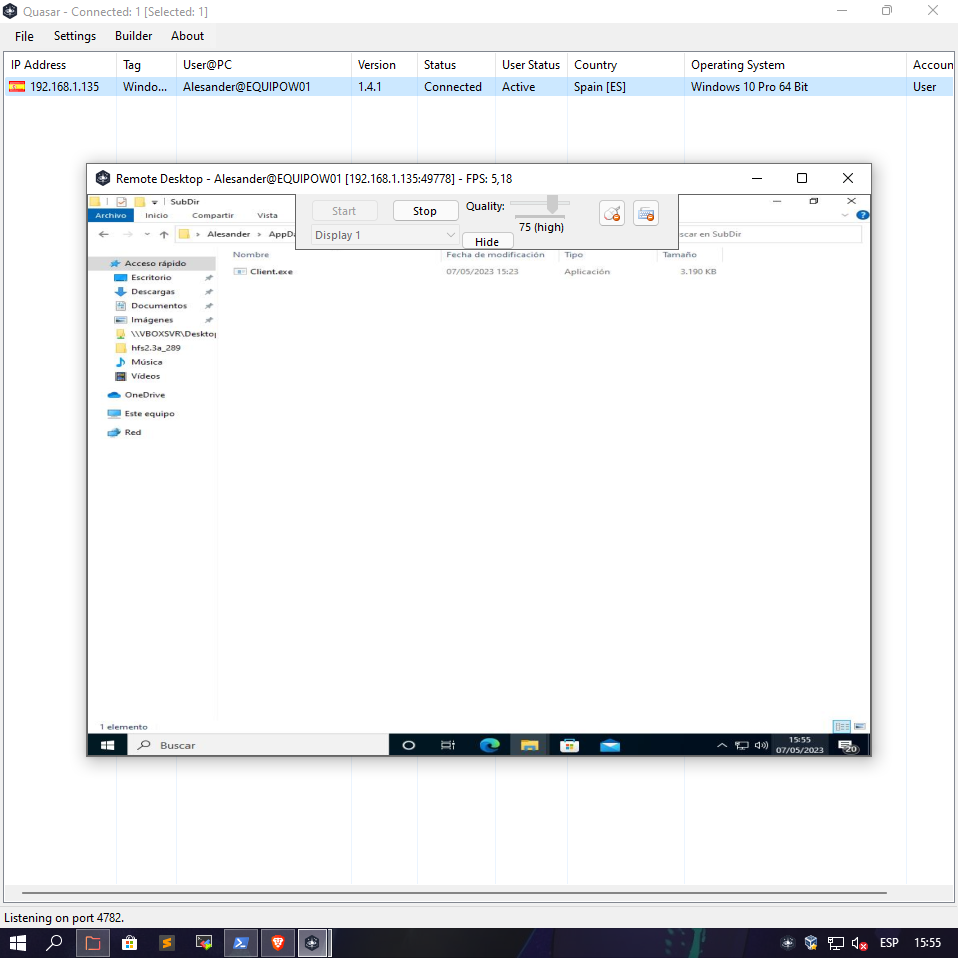 Quasar - Connected: 1 [Selected: 1]
File Settings Builder About
IP Address Tag User@PC Version Status User Status Country Operating System Accoun
192.168.1.135 Windo... Alesander@EQUIPOW01 1.4.1 Connected Active Spain [ES] Windows 10 Pro 64 Bit User
Remote Desktop - Alesander@EQUIPOW01 [192.168.1.135:49778] - FPS: 5,18
SubDir
Archivo Inicio Compartir Vista
Start Stop Quality:
75 (high)
Display 1 Hide
Alesander > AppDa
scar en SubDir
Nombre Fecha de modificación Tipo Tamaño
Client.exe 07/05/2023 15:23 Aplicación 3.190 KB
Acceso rápido
Escritorio
Descargas
Documentos
Imágenes
\\VBOXSVR\Desktop
hfs2.3a_289
Música
Vídeos
OneDrive
Este equipo
Red
1 elemento
Buscar
15:55
07/05/2023
20
Listening on port 4782.
ESP 15:55